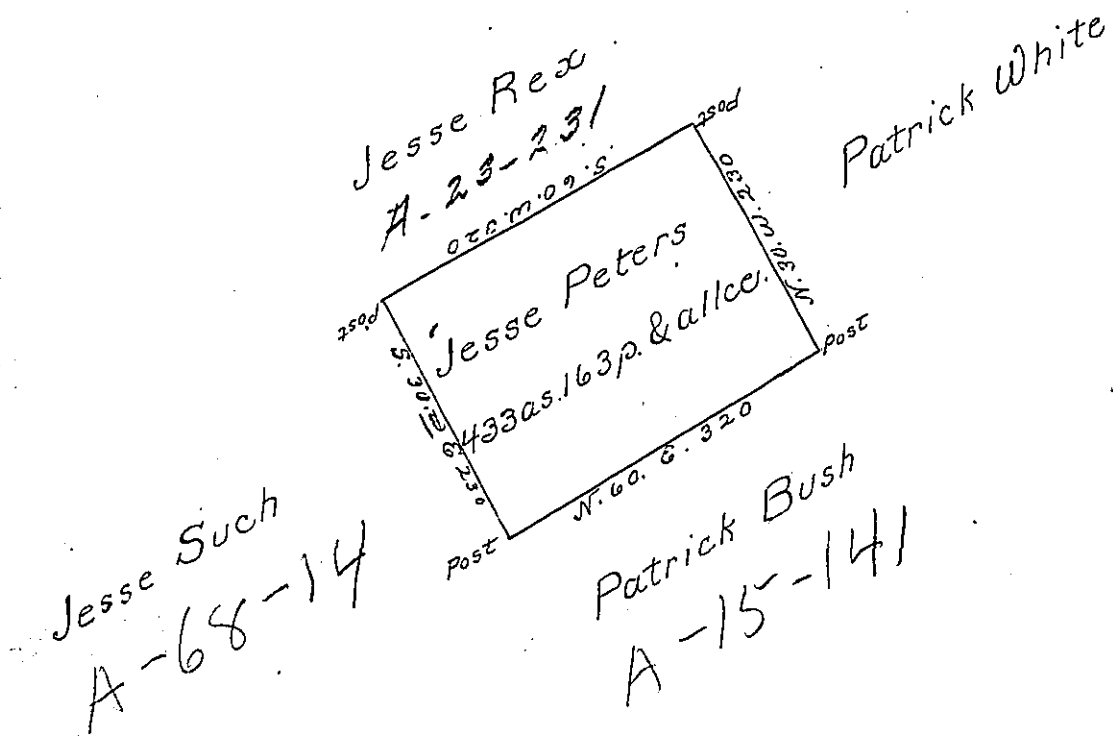 Jesse Rex
A-23-231
Patrick White
Post
S. 60. W. 320
Post
N. 30. W. 230
Jesse Peters
433as. 163p. & allce.
Post
S. 30. E. 230
Post
N. 60. E. 320
Jesse Such
A-68-14
Patrick Bush
A-15-141